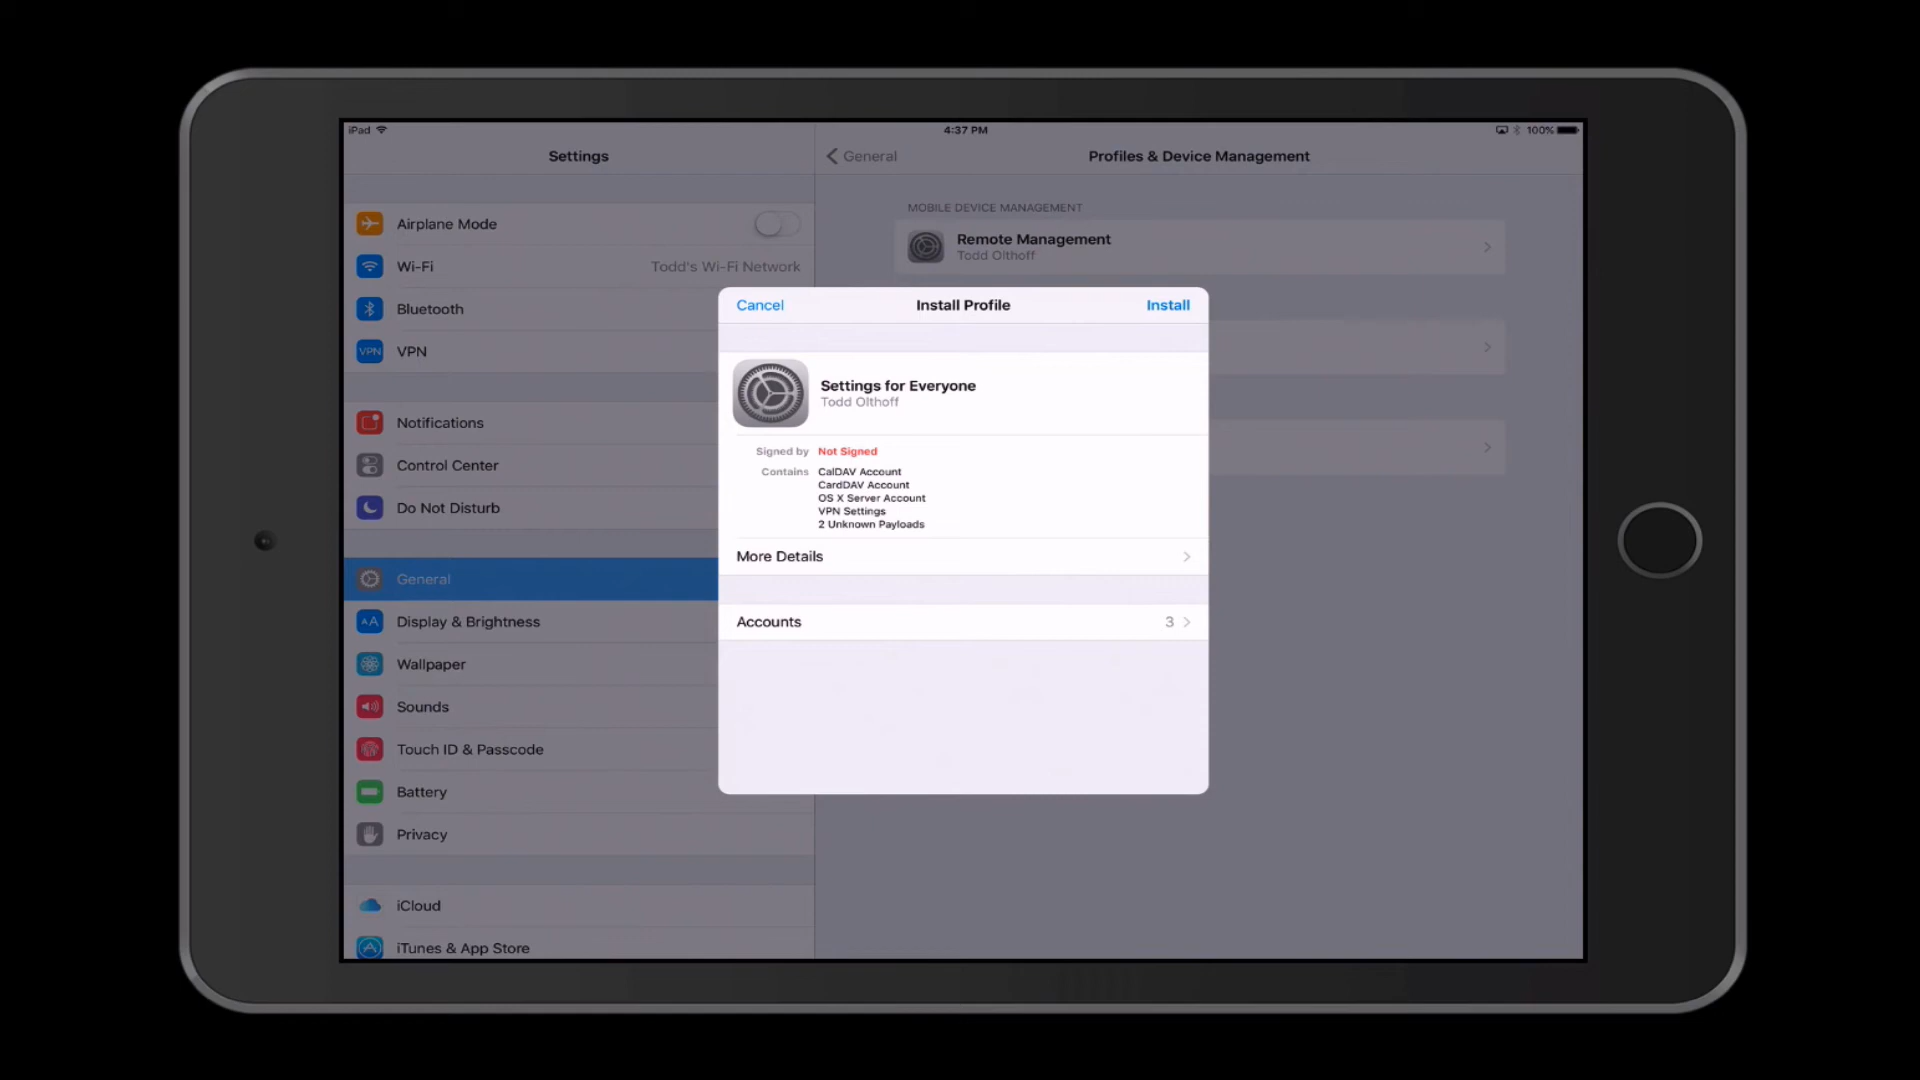 iPad
4:37 PM
100%
Settings
General
Profiles & Device Management
Airplane Mode
Wi-Fi
Todd's Wi-Fi Network
Bluetooth
VPN
VPN
Notifications
Control Center
Do Not Disturb
General
AA
Display & Brightness
Wallpaper
Sounds
Touch ID & Passcode
Battery
Privacy
iCloud
iTunes & App Store
MOBILE DEVICE MANAGEMENT
Remote Management
Todd Olthoff
Cancel
Install Profile
Install
Settings for Everyone
Todd Olthoff
Signed by Not Signed
Contains CalDAV Account
CardDAV Account
OS X Server Account
VPN Settings
2 Unknown Payloads
More Details
Accounts 3